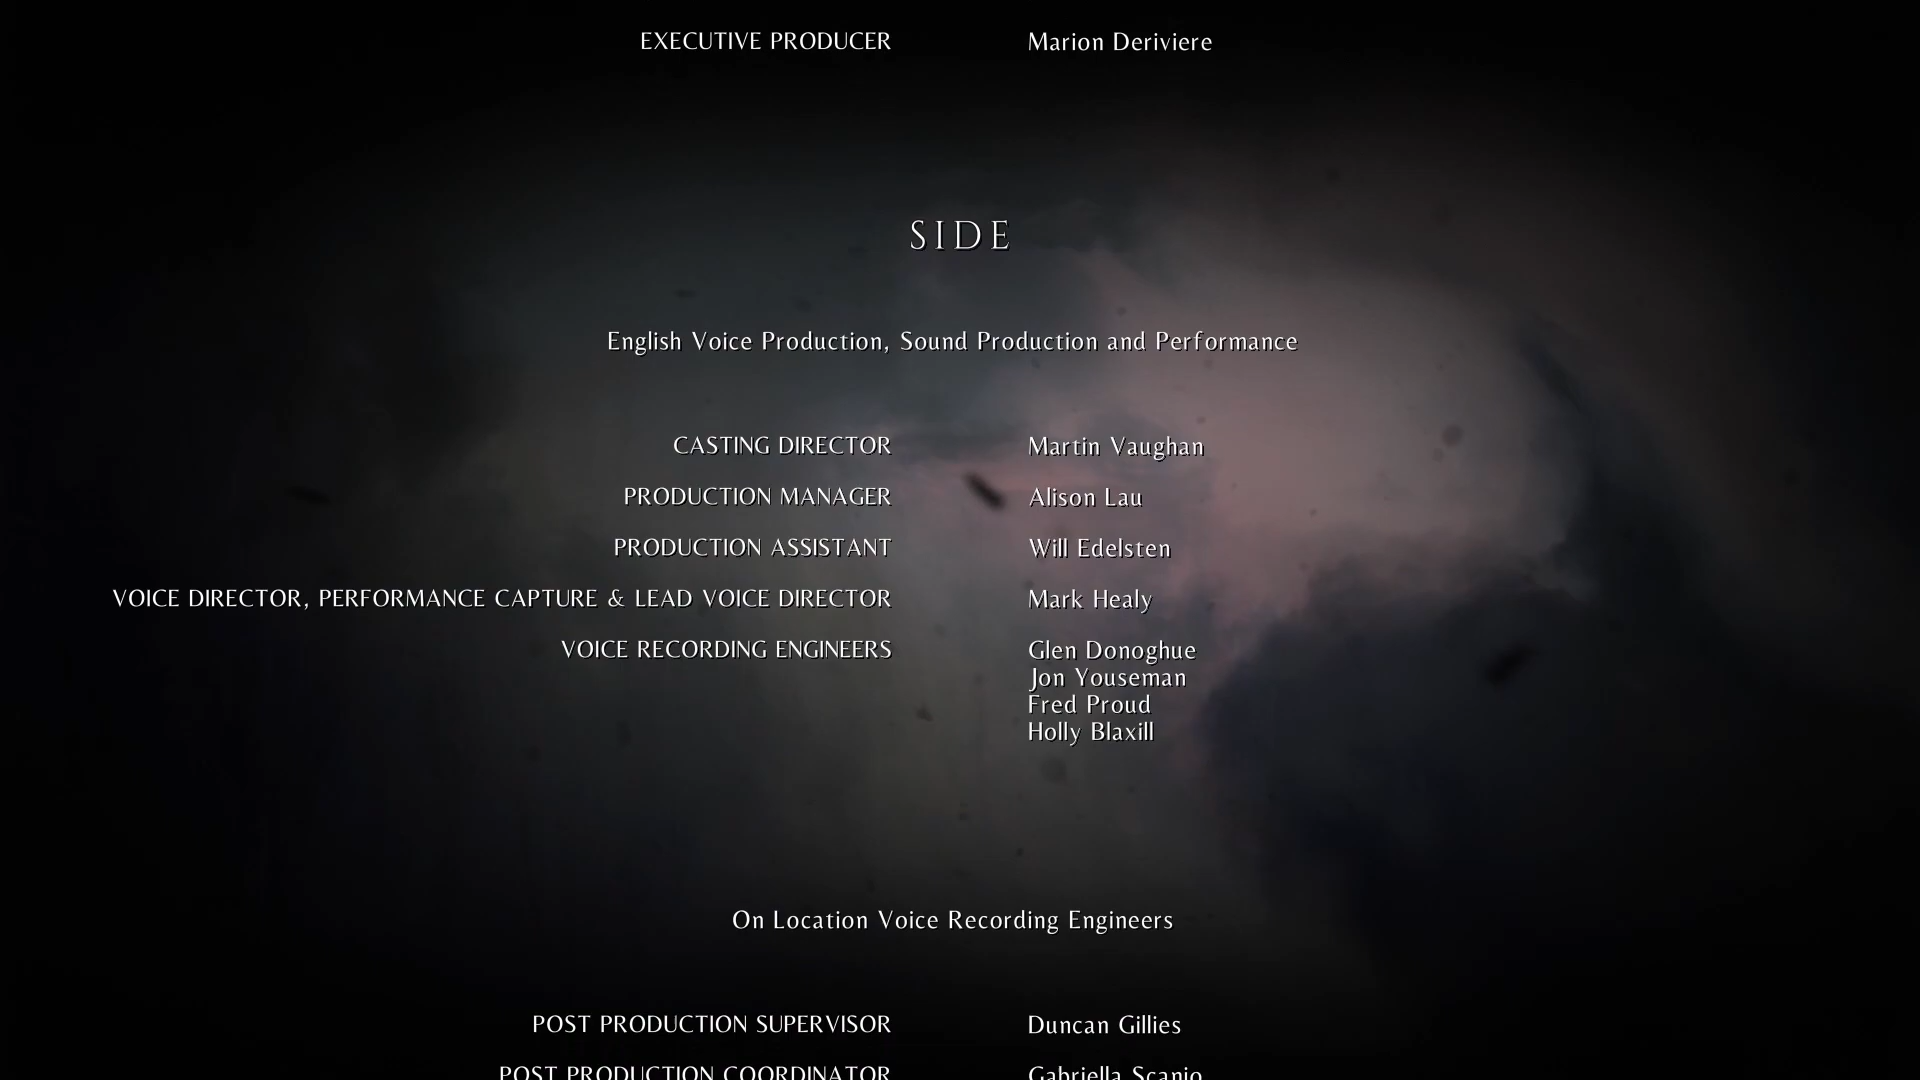 EXECUTIVE PRODUCER Marion Deriviere
SIDE
English Voice Production, Sound Production and Performance
CASTING DIRECTOR Martin Vaughan
PRODUCTION MANAGER Alison Lau
PRODUCTION ASSISTANT Will Edelsten
VOICE DIRECTOR, PERFORMANCE CAPTURE & LEAD VOICE DIRECTOR Mark Healy
VOICE RECORDING ENGINEERS Glen Donoghue
Jon Youseman
Fred Proud
Holly Blaxill
On Location Voice Recording Engineers
POST PRODUCTION SUPERVISOR Duncan Gillies
POST PRODUCTION COORDINATOR Gabriella Scanio